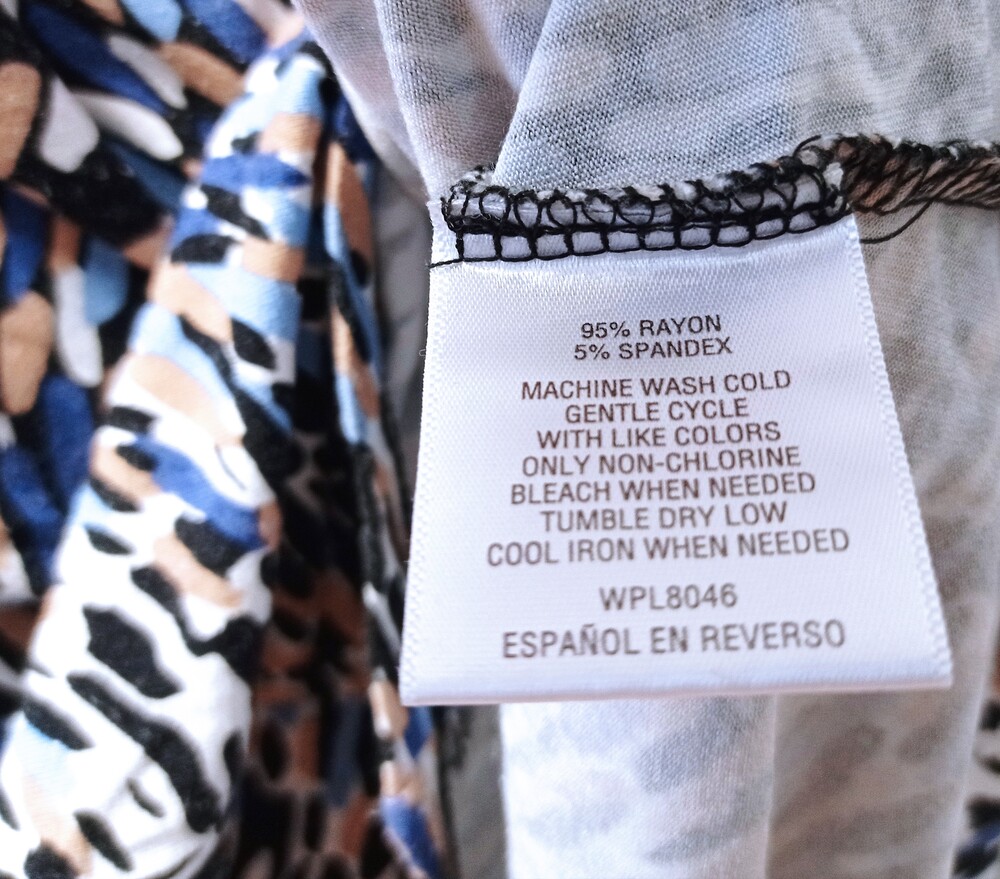 95% RAYON
5% SPANDEX
MACHINE WASH COLD
GENTLE CYCLE
WITH LIKE COLORS
ONLY NON-CHLORINE
BLEACH WHEN NEEDED
TUMBLE DRY LOW
COOL IRON WHEN NEEDED
WPL8046
ESPAÑOL EN REVERSO